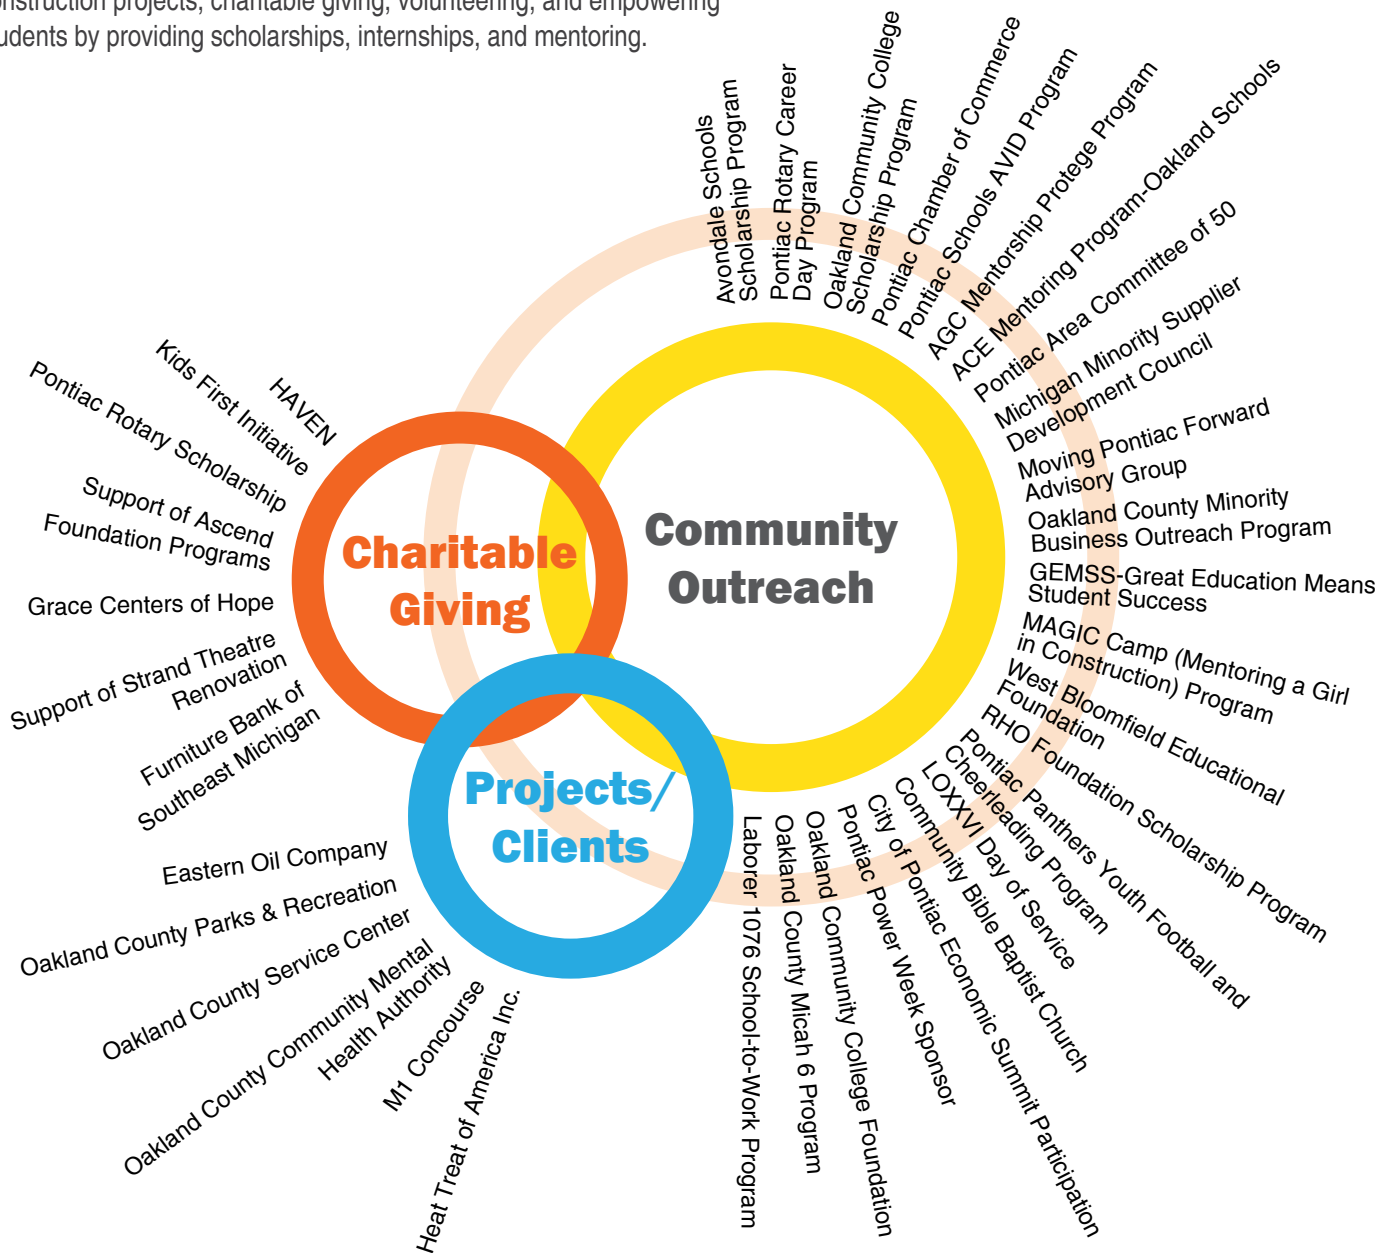 onstruction projects, charitable giving, volunteering, and empowering
udents by providing scholarships, internships, and mentoring.
Avondale Schools
Scholarship Program
Pontiac Rotary Career
Day Program
Oakland Community College
Scholarship Program
Pontiac Chamber of Commerce
Pontiac Schools AVID Program
AGC Mentorship Protege Program
ACE Mentoring Program-Oakland Schools
Pontiac Area Committee of 50
Michigan Minority Supplier
Development Council
Moving Pontiac Forward
Advisory Group
Oakland County Minority
Business Outreach Program
GEMSS-Great Education Means
Student Success
MAGIC Camp (Mentoring a Girl
in Construction) Program
West Bloomfield Educational
Foundation
RHO Foundation Scholarship Program
Pontiac Panthers Youth Football and
Cheerleading Program
LOXXVI Day of Service
Community Bible Baptist Church
City of Pontiac Economic Summit Participation
Pontiac Power Week Sponsor
Oakland Community College Foundation
Oakland County Micah 6 Program
Laborer 1076 School-to-Work Program
Community
Outreach
HAVEN
Kids First Initiative
Pontiac Rotary Scholarship
Support of Ascend
Foundation Programs
Grace Centers of Hope
Support of Strand Theatre
Renovation
Furniture Bank of
Southeast Michigan
Charitable
Giving
Projects/
Clients
Eastern Oil Company
Oakland County Parks & Recreation
Oakland County Service Center
Oakland County Community Mental
Health Authority
M1 Concourse
Heat Treat of America Inc.